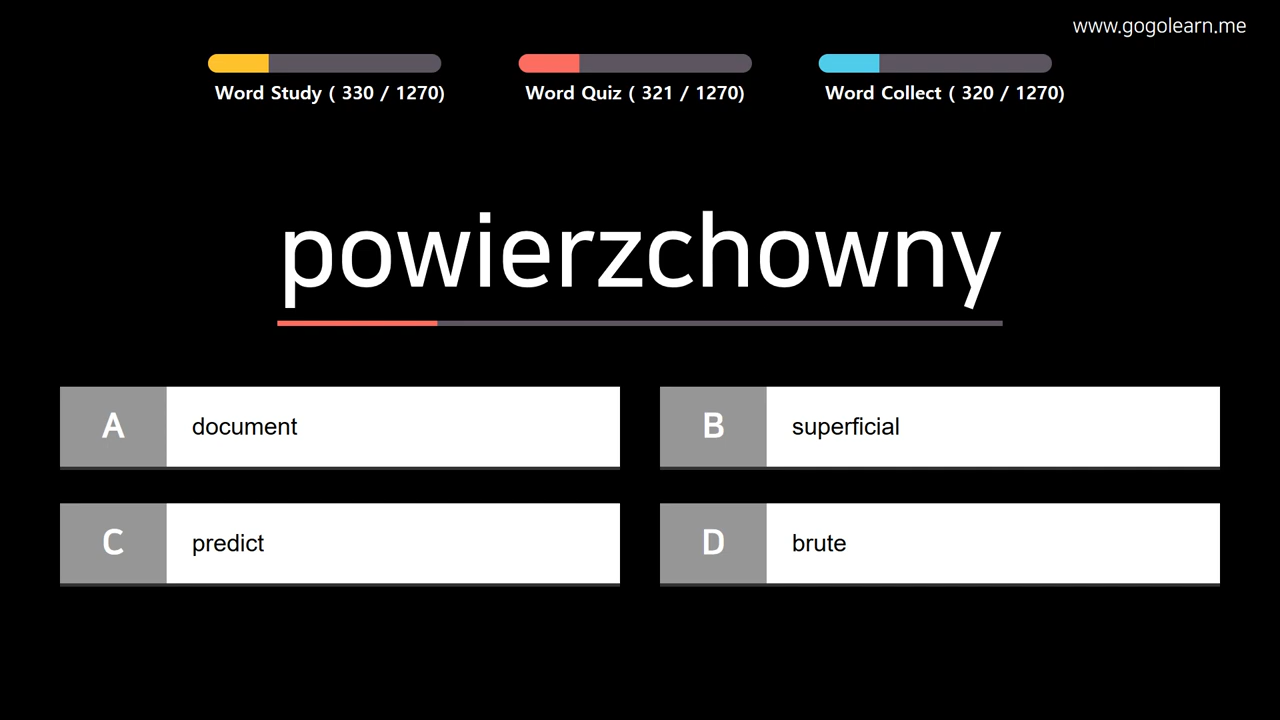 www.gogolearn.me
Word Study ( 330 / 1270)
Word Quiz ( 321 / 1270)
Word Collect ( 320 / 1270)
powierzchowny
A document
B superficial
C predict
D brute